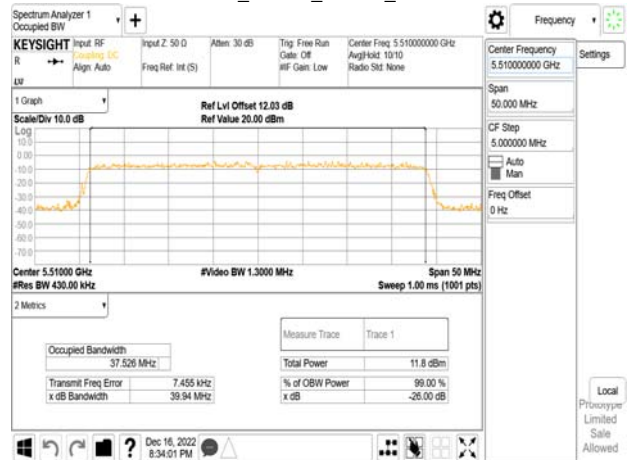 Spectrum Analyzer 1
Occupied BW
Frequency
KEYSIGHT
R
Input: RF
Coupling: DC
Align: Auto
Input Z: 50 Ω
Freq Ref: Int (S)
Atten: 30 dB
Trig: Free Run
Gate: Off
#IF Gain: Low
Center Freq: 5.510000000 GHz
Avg|Hold: 10/10
Radio Std: None
Center Frequency
5.510000000 GHz
Settings
Span
50.000 MHz
CF Step
5.000000 MHz
Auto
Man
Freq Offset
0 Hz
1 Graph
Scale/Div 10.0 dB
Ref Lvl Offset 12.03 dB
Ref Value 20.00 dBm
Log
10.0
0.00
-10.0
-20.0
-30.0
-40.0
-50.0
-60.0
-70.0
Center 5.51000 GHz
#Video BW 1.3000 MHz
Span 50 MHz
#Res BW 430.00 kHz
Sweep 1.00 ms (1001 pts)
2 Metrics
Measure Trace
Trace 1
Occupied Bandwidth
37.526 MHz
Total Power
11.8 dBm
Transmit Freq Error
7.455 kHz
% of OBW Power
99.00 %
x dB Bandwidth
39.94 MHz
x dB
-26.00 dB
Local
Prototype
Limited
Sale
Allowed
Dec 16, 2022
8:34:01 PM